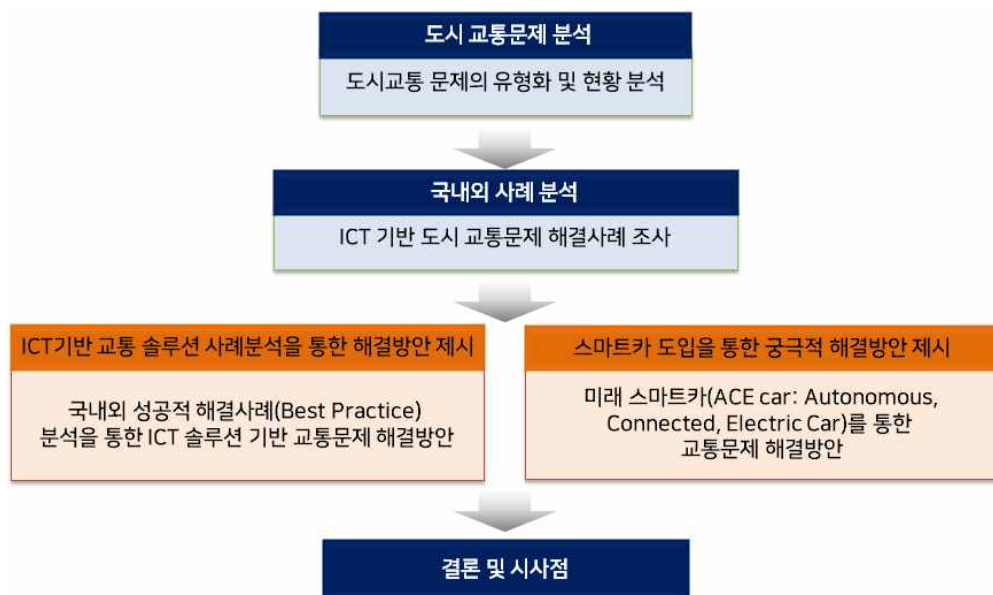 도시 교통문제 분석
도시교통 문제의 유형화 및 현황 분석
국내외 사례 분석
ICT 기반 도시 교통문제 해결사례 조사
ICT기반 교통 솔루션 사례분석을 통한 해결방안 제시
국내외 성공적 해결사례(Best Practice)
분석을 통한 ICT 솔루션 기반 교통문제 해결방안
스마트카 도입을 통한 궁극적 해결방안 제시
미래 스마트카(ACE car: Autonomous,
Connected, Electric Car)를 통한
교통문제 해결방안
결론 및 시사점